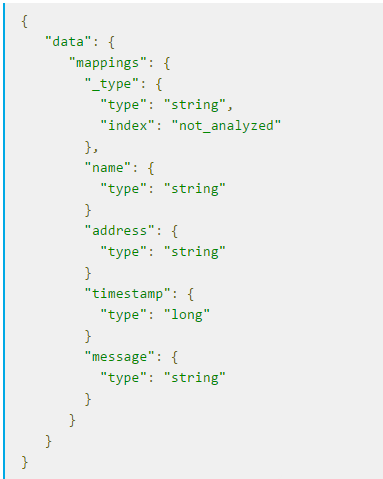 {
   "data": {
      "mappings": {
        "_type": {
          "type": "string",
          "index": "not_analyzed"
        },
        "name": {
          "type": "string"
        }
        "address": {
          "type": "string"
        }
        "timestamp": {
          "type": "long"
        }
        "message": {
          "type": "string"
        }
      }
   }
}